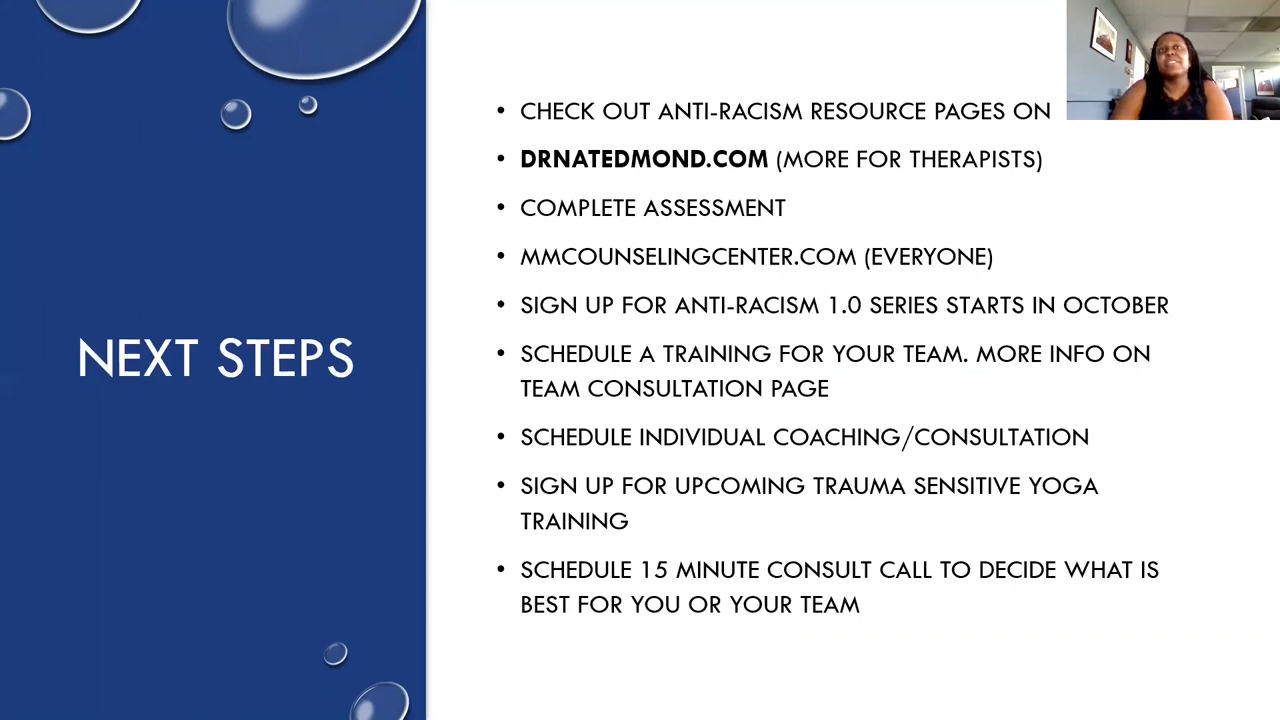 NEXT STEPS
• CHECK OUT ANTI-RACISM RESOURCE PAGES ON
• DRNATEDMOND.COM (MORE FOR THERAPISTS)
• COMPLETE ASSESSMENT
• MMCOUNSELINGCENTER.COM (EVERYONE)
• SIGN UP FOR ANTI-RACISM 1.0 SERIES STARTS IN OCTOBER
• SCHEDULE A TRAINING FOR YOUR TEAM. MORE INFO ON
TEAM CONSULTATION PAGE
• SCHEDULE INDIVIDUAL COACHING/CONSULTATION
• SIGN UP FOR UPCOMING TRAUMA SENSITIVE YOGA
TRAINING
• SCHEDULE 15 MINUTE CONSULT CALL TO DECIDE WHAT IS
BEST FOR YOU OR YOUR TEAM